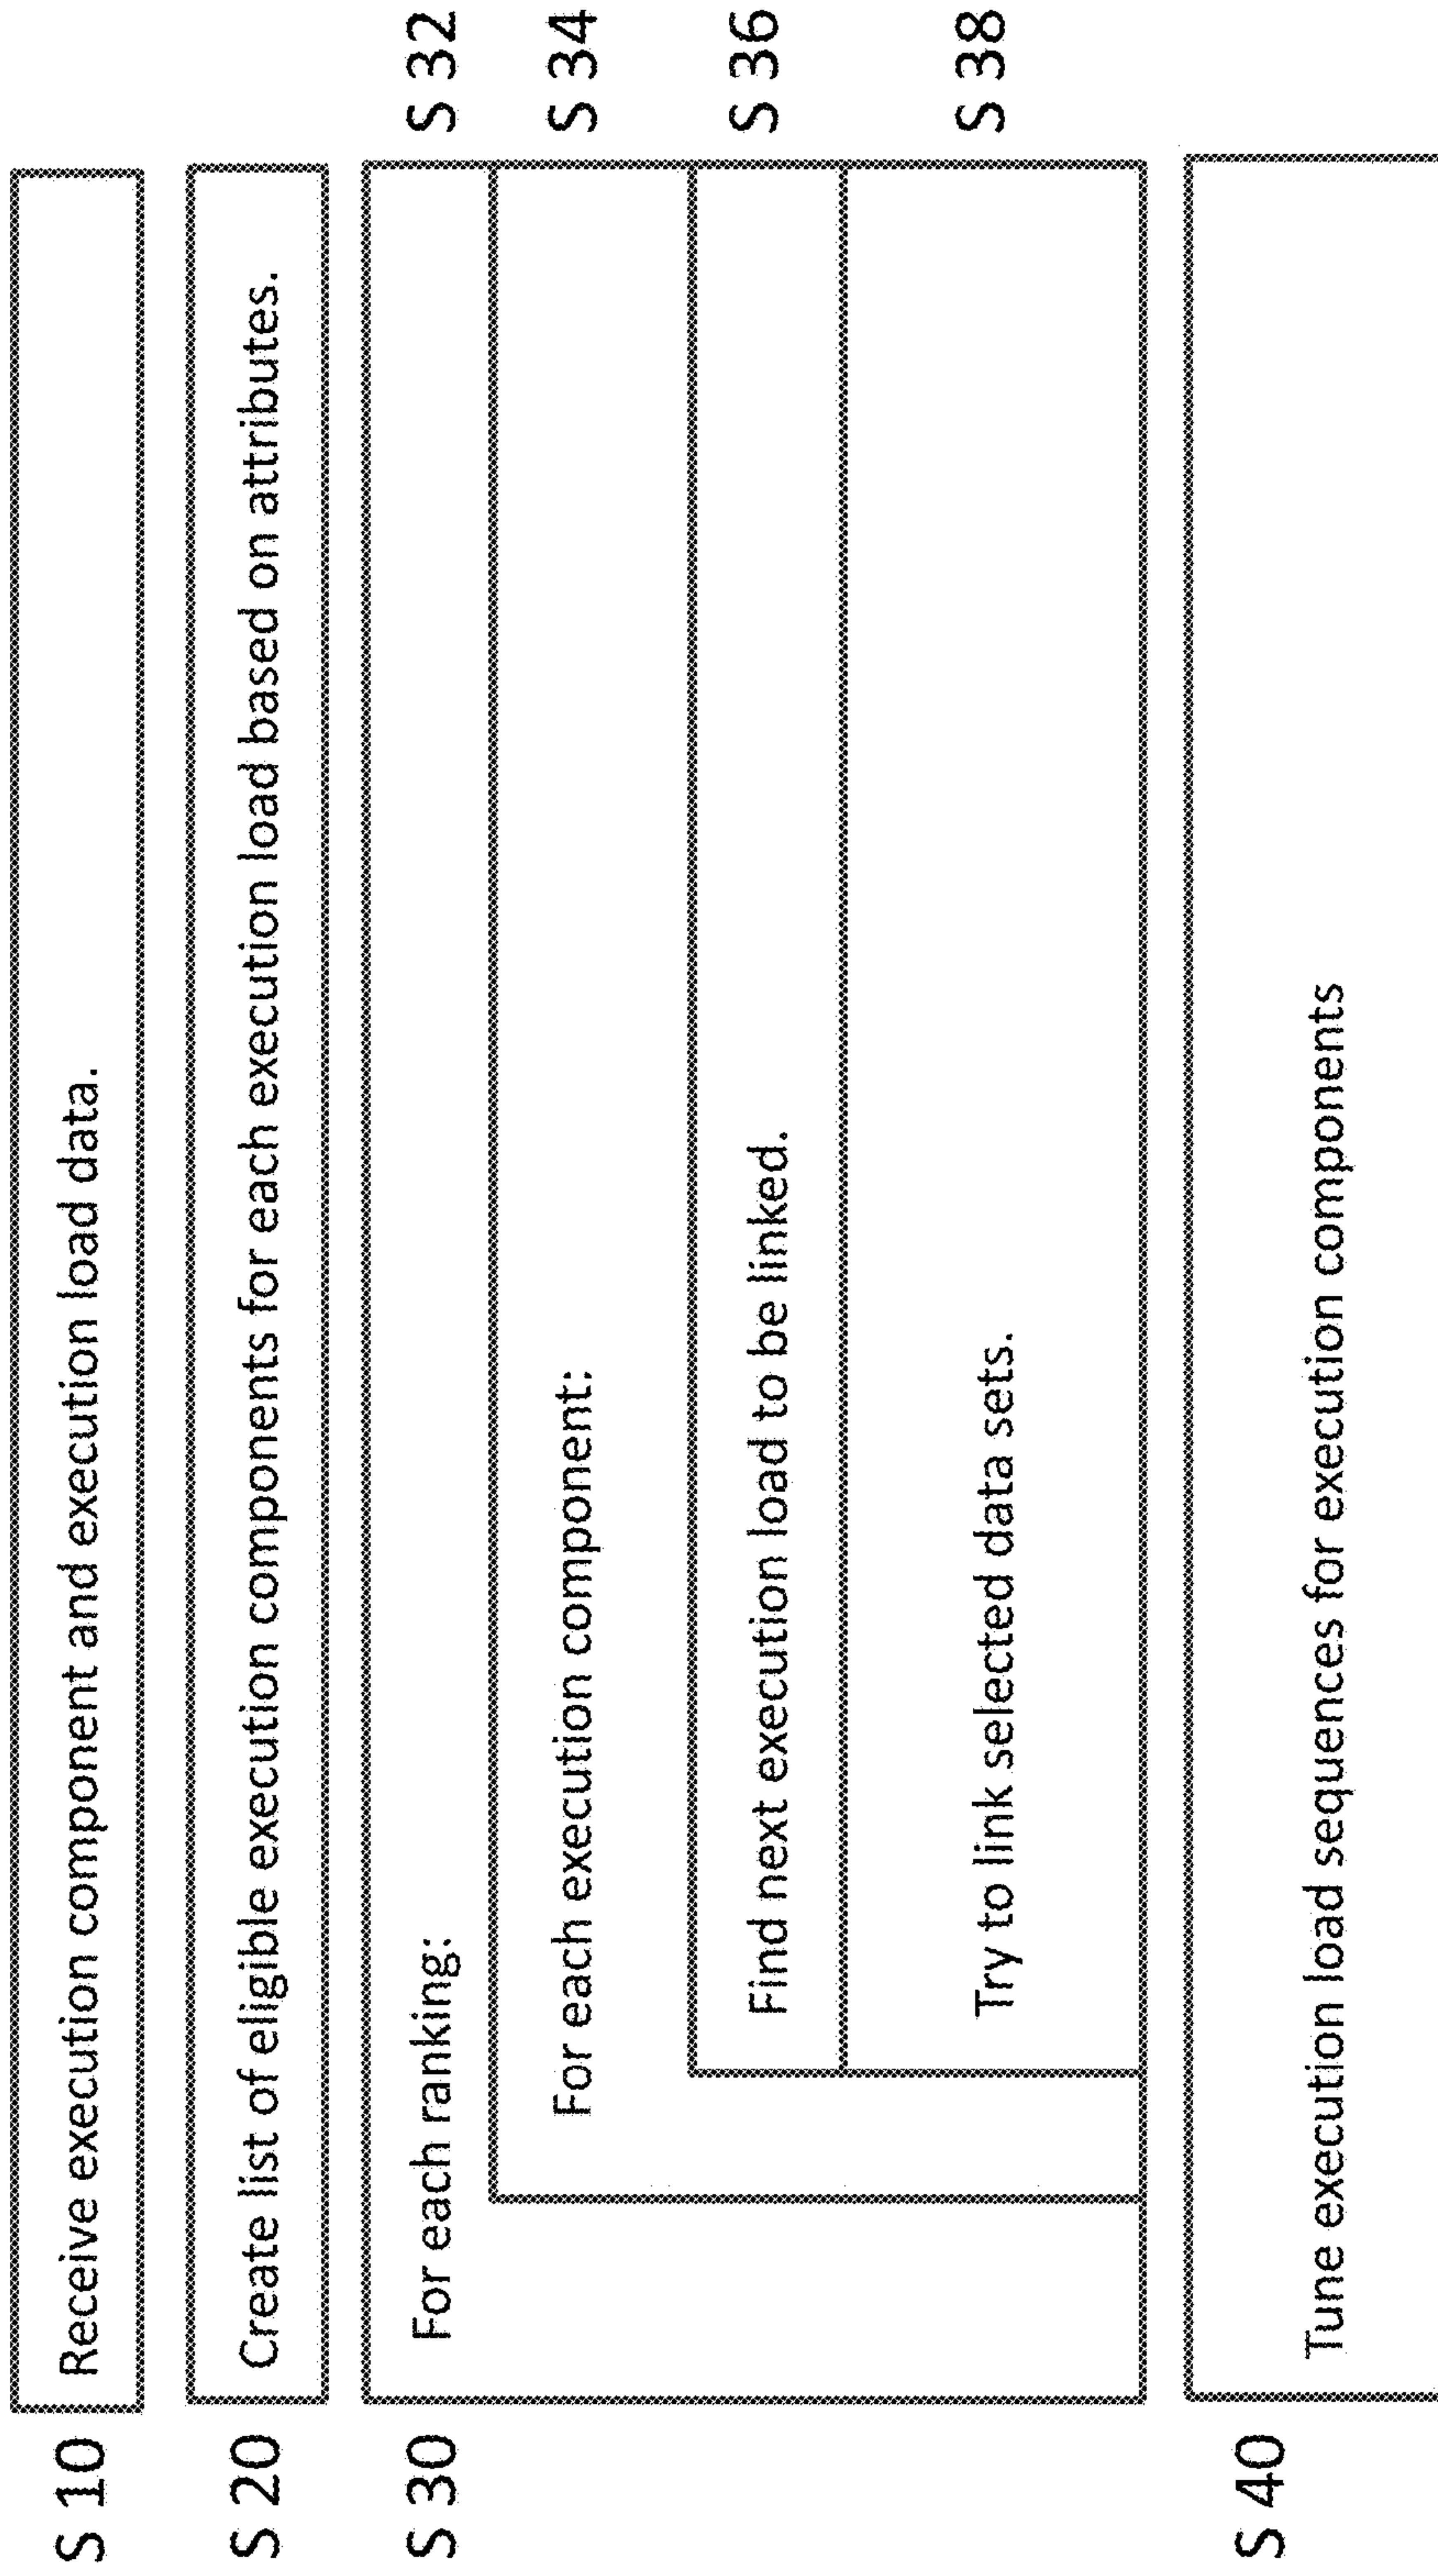 S 10 Receive execution component and execution load data.
S 20 Create list of eligible execution components for each execution load based on attributes.
S 30 For each ranking: S 32
For each execution component: S 34
Find next execution load to be linked. S 36
Try to link selected data sets. S 38
S 40 Tune execution load sequences for execution components